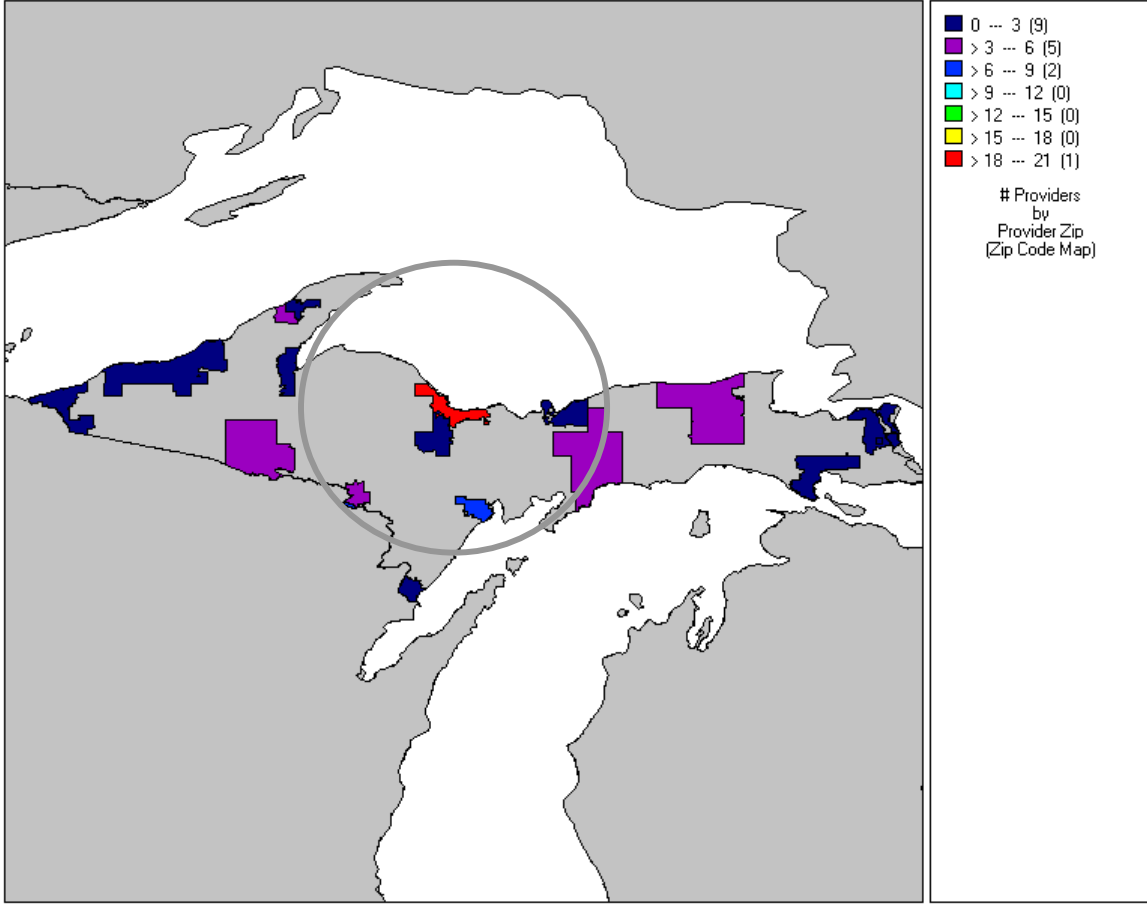 0 --- 3 (9)
> 3 --- 6 (5)
> 6 --- 9 (2)
> 9 --- 12 (0)
> 12 --- 15 (0)
> 15 --- 18 (0)
> 18 --- 21 (1)
# Providers
by
Provider Zip
(Zip Code Map)